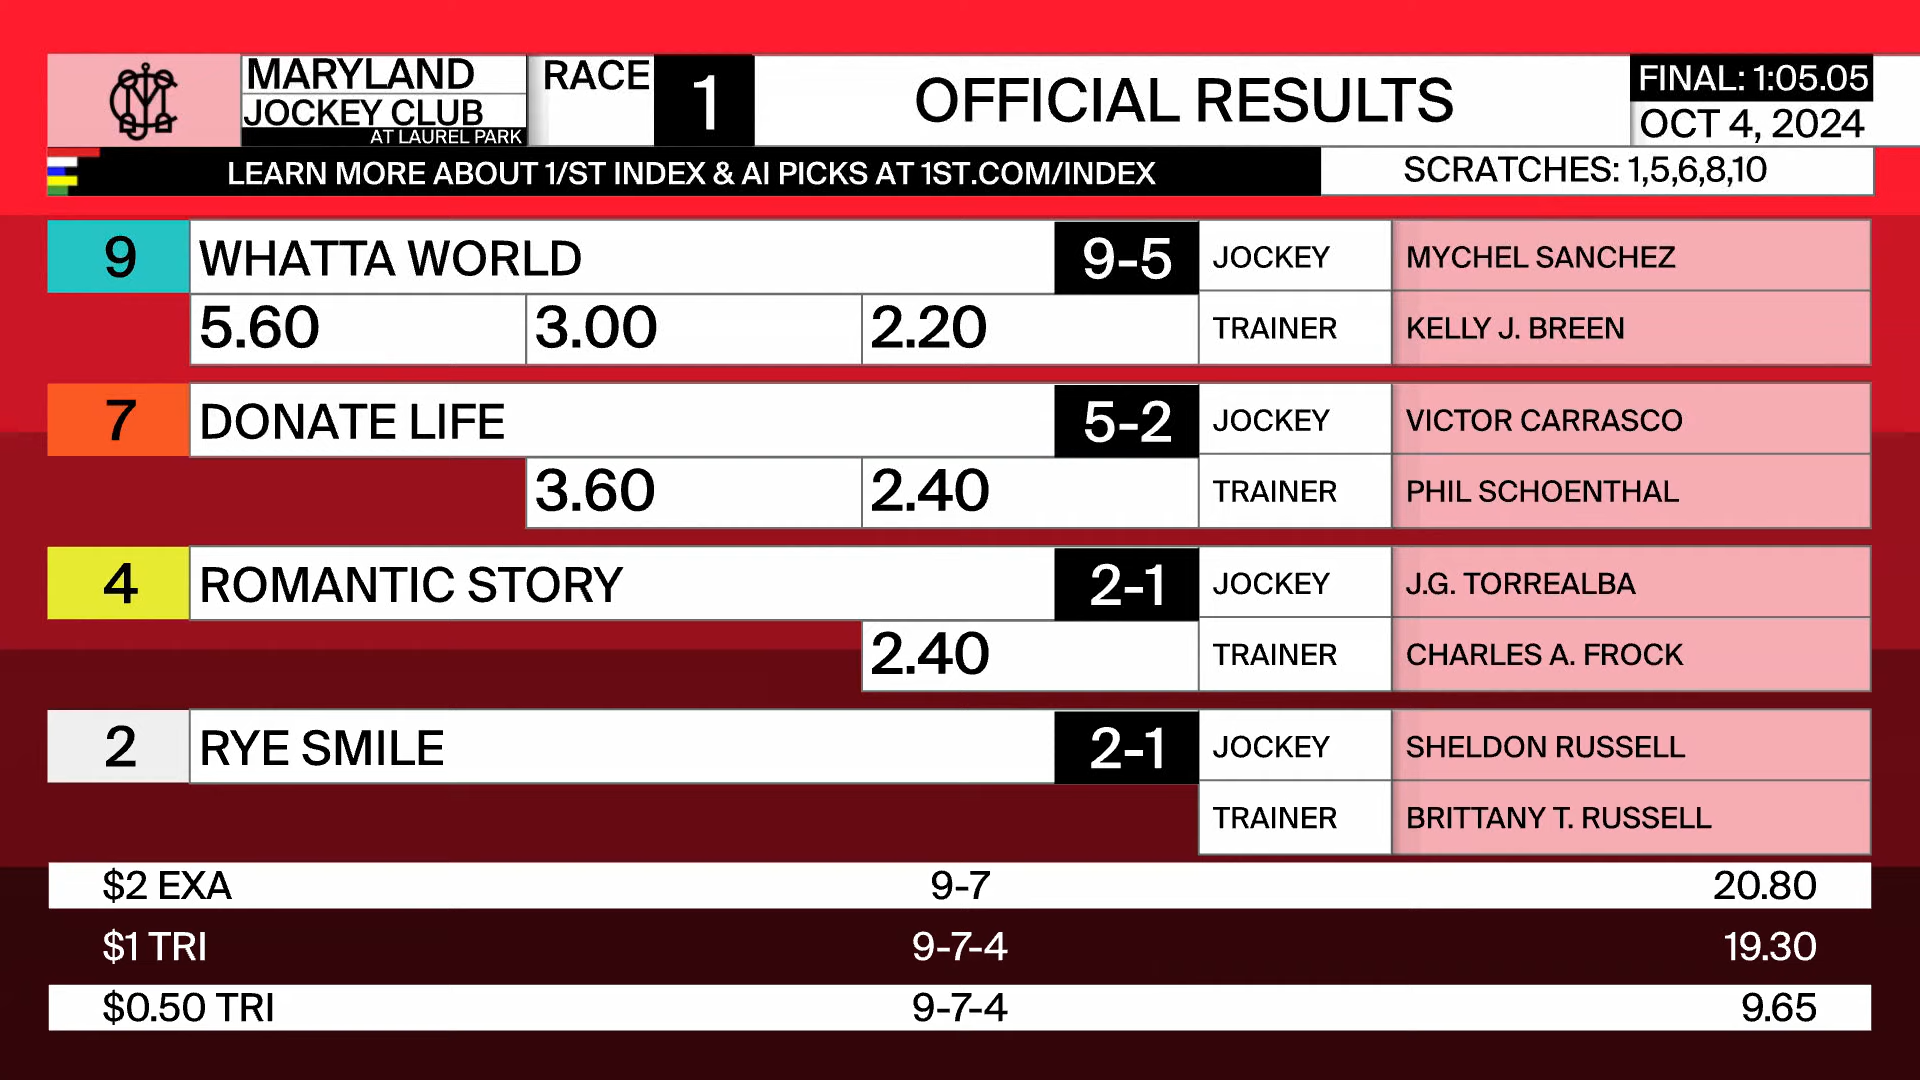 MARYLAND
JOCKEY CLUB
AT LAUREL PARK
RACE 1
OFFICIAL RESULTS
FINAL: 1:05.05
OCT 4, 2024
LEARN MORE ABOUT 1/ST INDEX & AI PICKS AT 1ST.COM/INDEX
SCRATCHES: 1,5,6,8,10
9 WHATTA WORLD 9-5 JOCKEY MYCHEL SANCHEZ
5.60 3.00 2.20 TRAINER KELLY J. BREEN
7 DONATE LIFE 5-2 JOCKEY VICTOR CARRASCO
3.60 2.40 TRAINER PHIL SCHOENTHAL
4 ROMANTIC STORY 2-1 JOCKEY J.G. TORREALBA
2.40 TRAINER CHARLES A. FROCK
2 RYE SMILE 2-1 JOCKEY SHELDON RUSSELL
TRAINER BRITTANY T. RUSSELL
$2 EXA 9-7 20.80
$1 TRI 9-7-4 19.30
$0.50 TRI 9-7-4 9.65